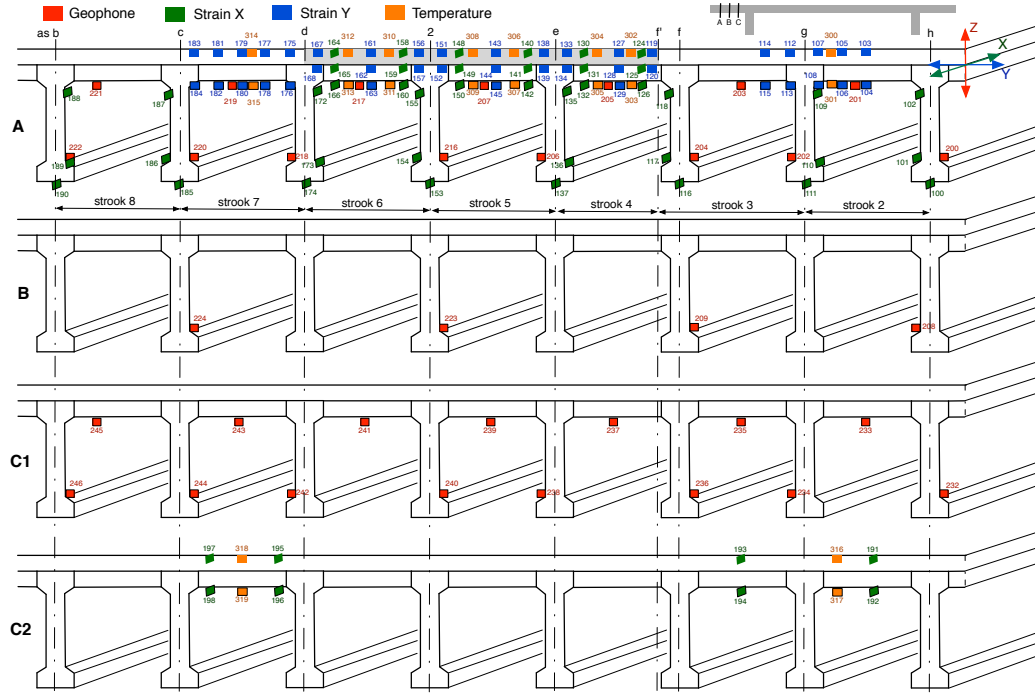 Geophone Strain X Strain Y Temperature
A B C
as b c d 2 e f' f g h
Z
X
Y
183 181 179 314 177 175 167 164 312 161 310 158 156 151 148 308 143 306 140 138 133 130 304 127 302 124 119 114 112 107 300 105 103
168 165 162 159 157 152 149 144 141 139 134 131 128 125 120 108
184 182 180 178 176 219 315 172 166 313 217 163 311 160 155 150 309 207 145 307 142 135 132 305 205 129 303 126 118 203 115 113 109 301 106 201 104 102
188 221 187
A
222 189 186 220 218 173 154 216 206 136 117 204 202 110 101 200
190 185 174 153 137 116 111 100
strook 8 strook 7 strook 6 strook 5 strook 4 strook 3 strook 2
B
224 223 209 208
C1
245 243 241 239 237 235 233
246 244 242 240 238 236 234 232
197 318 195 193 316 191
C2
198 319 196 194 317 192